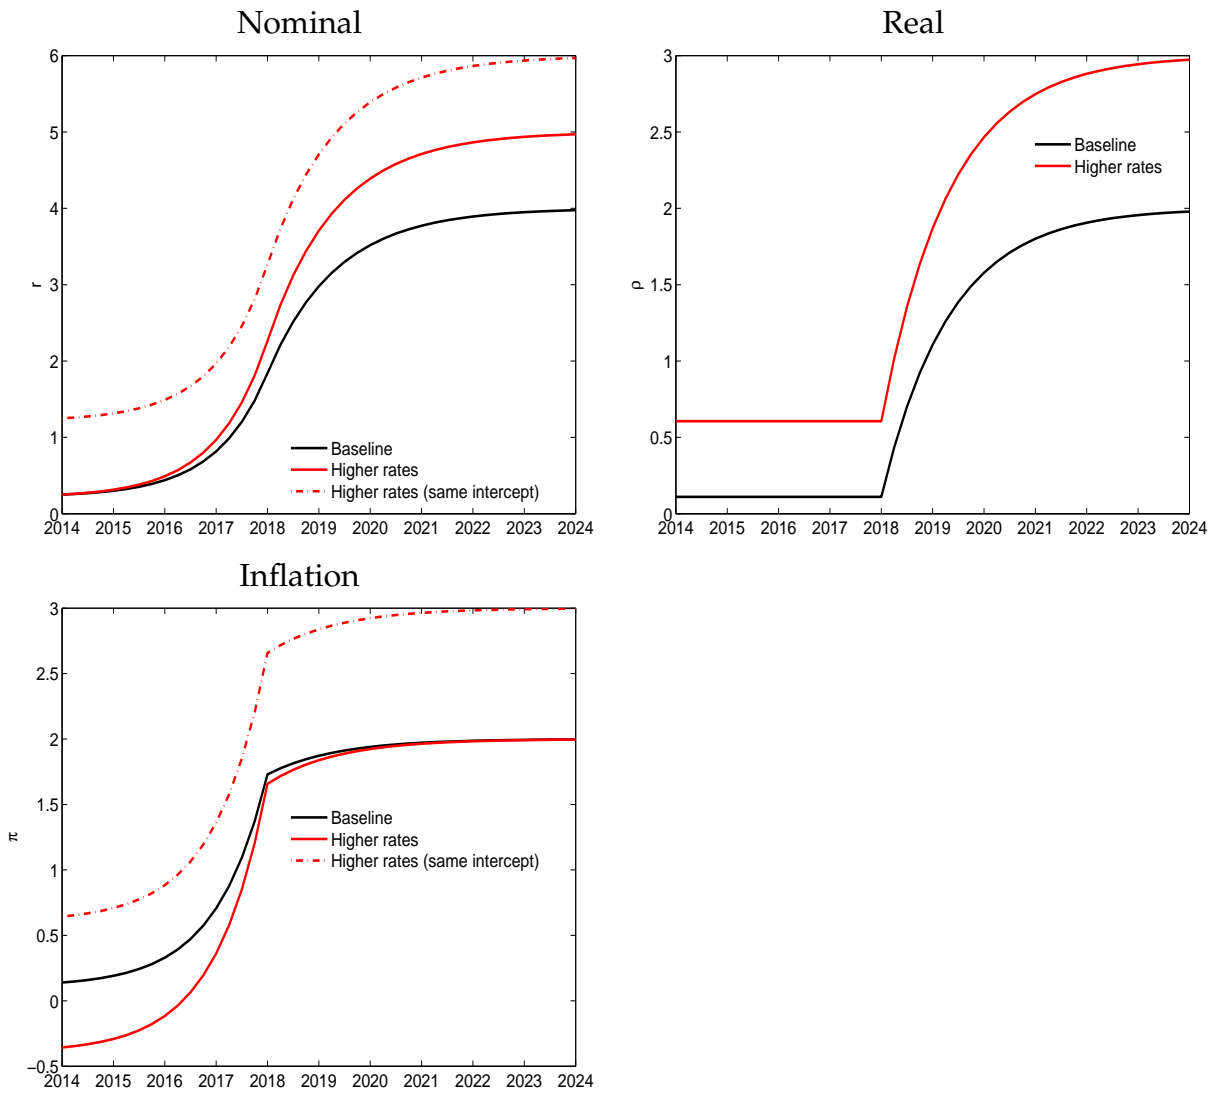 Nominal
6
5
4
3
2
1
0
r
Baseline
Higher rates
Higher rates (same intercept)
2014 2015 2016 2017 2018 2019 2020 2021 2022 2023 2024
Real
3
2.5
2
1.5
1
0.5
0
ρ
Baseline
Higher rates
2014 2015 2016 2017 2018 2019 2020 2021 2022 2023 2024
Inflation
3
2.5
2
1.5
1
0.5
0
−0.5
π
Baseline
Higher rates
Higher rates (same intercept)
2014 2015 2016 2017 2018 2019 2020 2021 2022 2023 2024